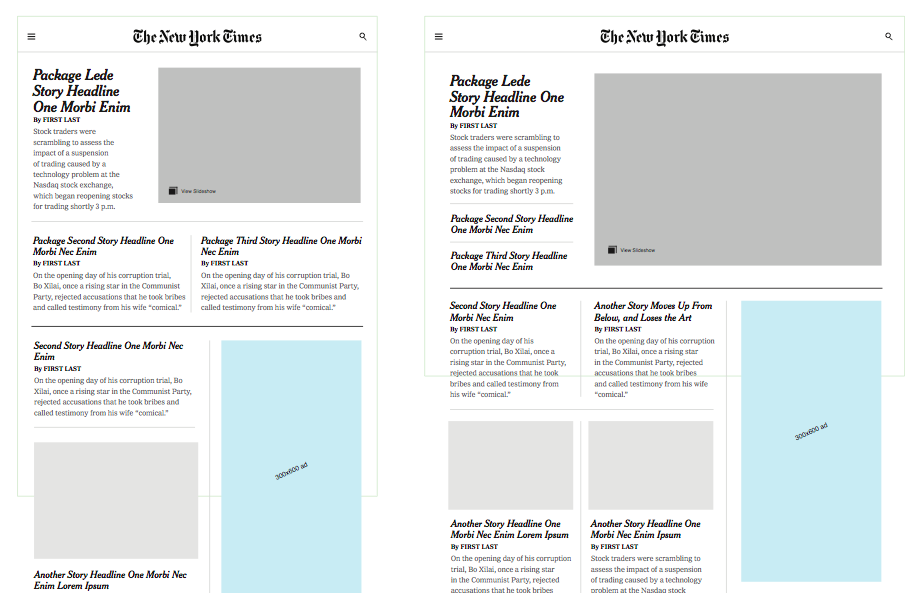 The New York Times
Package Lede
Story Headline
One Morbi Enim
By FIRST LAST
Stock traders were
scrambling to assess the
impact of a suspension
of trading caused by a
technology problem at the
Nasdaq stock exchange,
which began reopening stocks
for trading shortly 3 p.m.
View Slideshow
Package Second Story Headline One
Morbi Nec Enim
By FIRST LAST
On the opening day of his corruption trial,
Bo Xilai, once a rising star in the Communist
Party, rejected accusations that he took bribes
and called testimony from his wife “comical.”
Package Third Story Headline One Morbi
Nec Enim
By FIRST LAST
On the opening day of his corruption trial, Bo
Xilai, once a rising star in the Communist
Party, rejected accusations that he took bribes
and called testimony from his wife “comical.”
Second Story Headline One Morbi Nec
Enim
By FIRST LAST
On the opening day of his corruption trial, Bo
Xilai, once a rising star in the Communist Party,
rejected accusations that he took bribes and
called testimony from his wife “comical.”
300x600 ad
Another Story Headline One Morbi Nec
Enim Lorem Ipsum
The New York Times
Package Lede
Story Headline One
Morbi Enim
By FIRST LAST
Stock traders were scrambling to
assess the impact of a suspension
of trading caused by a technology
problem at the Nasdaq stock
exchange, which began reopening
stocks for trading shortly 3 p.m.
Package Second Story Headline
One Morbi Nec Enim
Package Third Story Headline
One Morbi Nec Enim
View Slideshow
Second Story Headline One
Morbi Nec Enim
By FIRST LAST
On the opening day of his
corruption trial, Bo Xilai, once a
rising star in the Communist Party,
rejected accusations that he took
bribes and called testimony from
his wife “comical.”
Another Story Moves Up From
Below, and Loses the Art
By FIRST LAST
On the opening day of his corruption
trial, Bo Xilai, once a rising star
in the Communist Party, rejected
accusations that he took bribes and
called testimony from his wife
“comical.”
300x600 ad
Another Story Headline One
Morbi Nec Enim Lorem Ipsum
By FIRST LAST
On the opening day of his corruption
trial, Bo Xilai, once a rising star
in the Communist Party, rejected
accusations that he took bribes
Another Story Headline One
Morbi Nec Enim Ipsum
By FIRST LAST
Stock traders were scrambling to
assess the impact of a suspension
of trading caused by a technology
problem at the Nasdaq stock